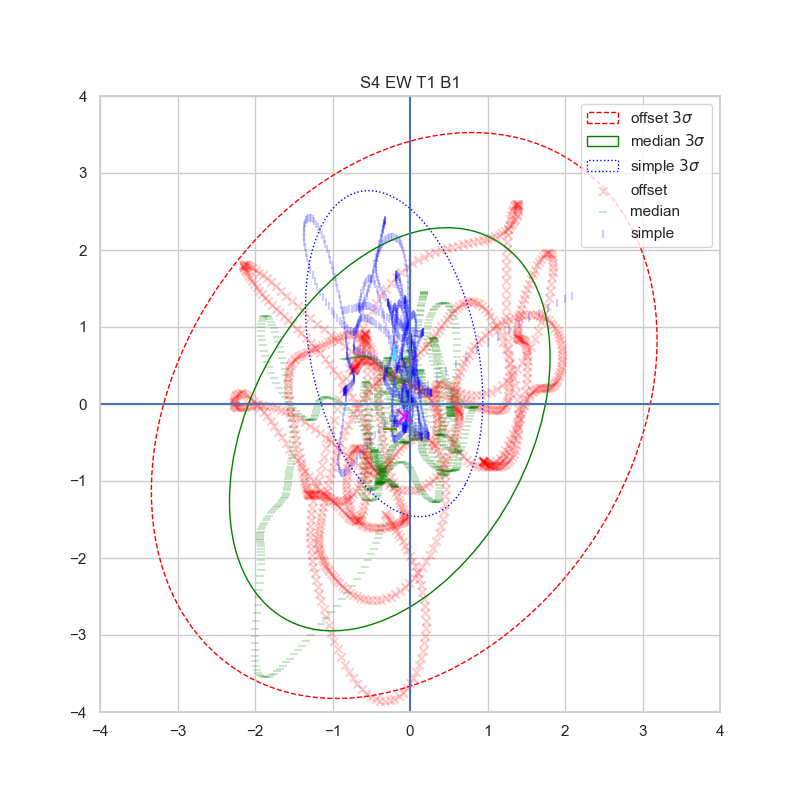 S4 EW T1 B1
offset 3σ
median 3σ
simple 3σ
offset
median
simple
4
3
2
1
0
−1
−2
−3
−4
−4 −3 −2 −1 0 1 2 3 4